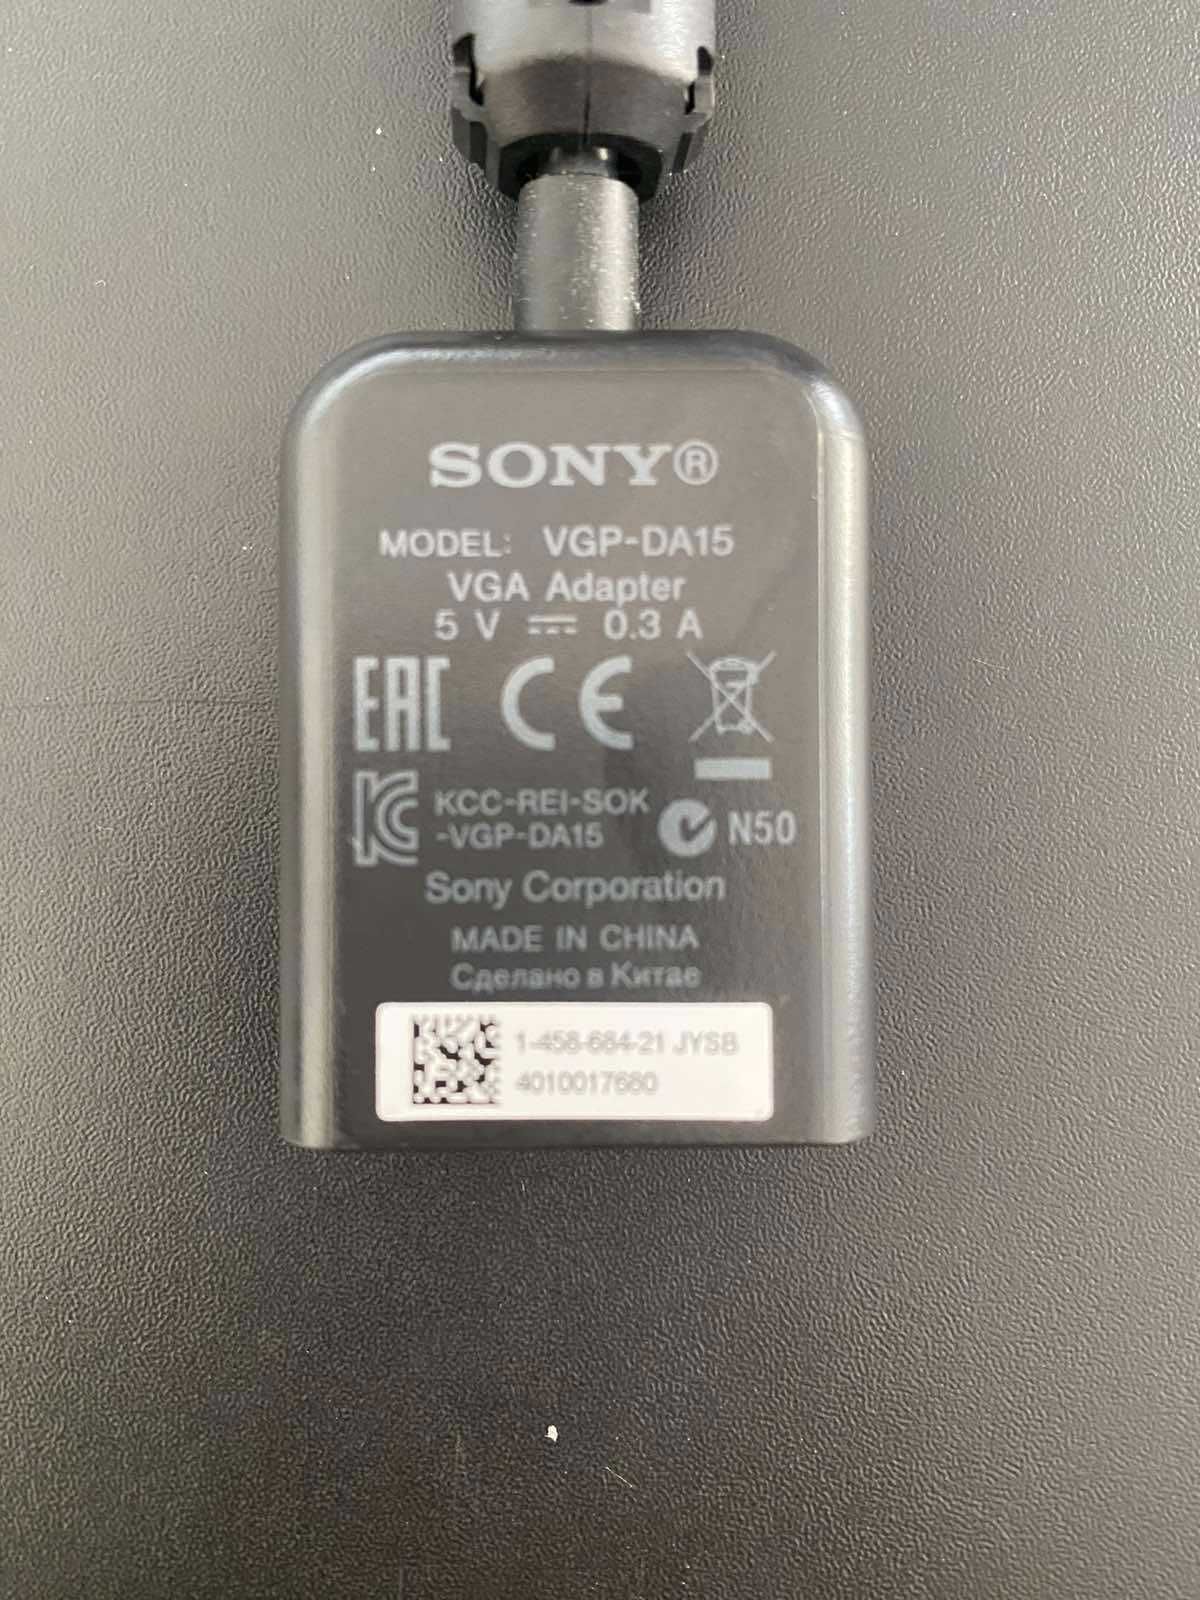 SONY®
MODEL: VGP-DA15
VGA Adapter
5 V ⎓ 0.3 A
EAC CE
KC KCC-REI-SOK
-VGP-DA15 N50
Sony Corporation
MADE IN CHINA
Сделано в Китае
1-458-684-21 JYSB
4010017680